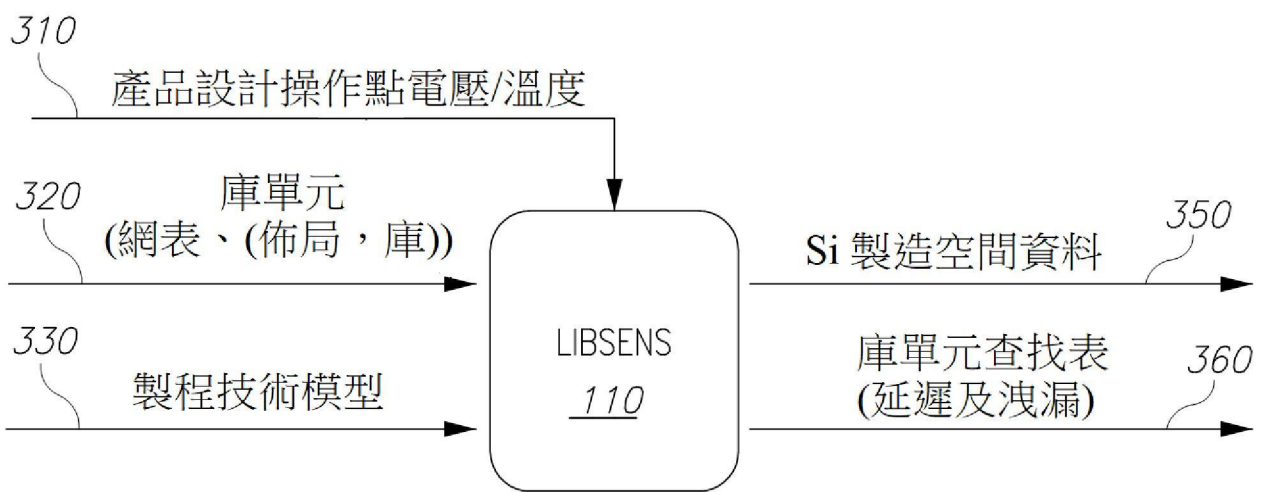 310
產品設計操作點電壓/溫度
320
庫單元
(網表、(佈局，庫))
330
製程技術模型
LIBSENS
110
350
Si 製造空間資料
360
庫單元查找表
(延遲及洩漏)